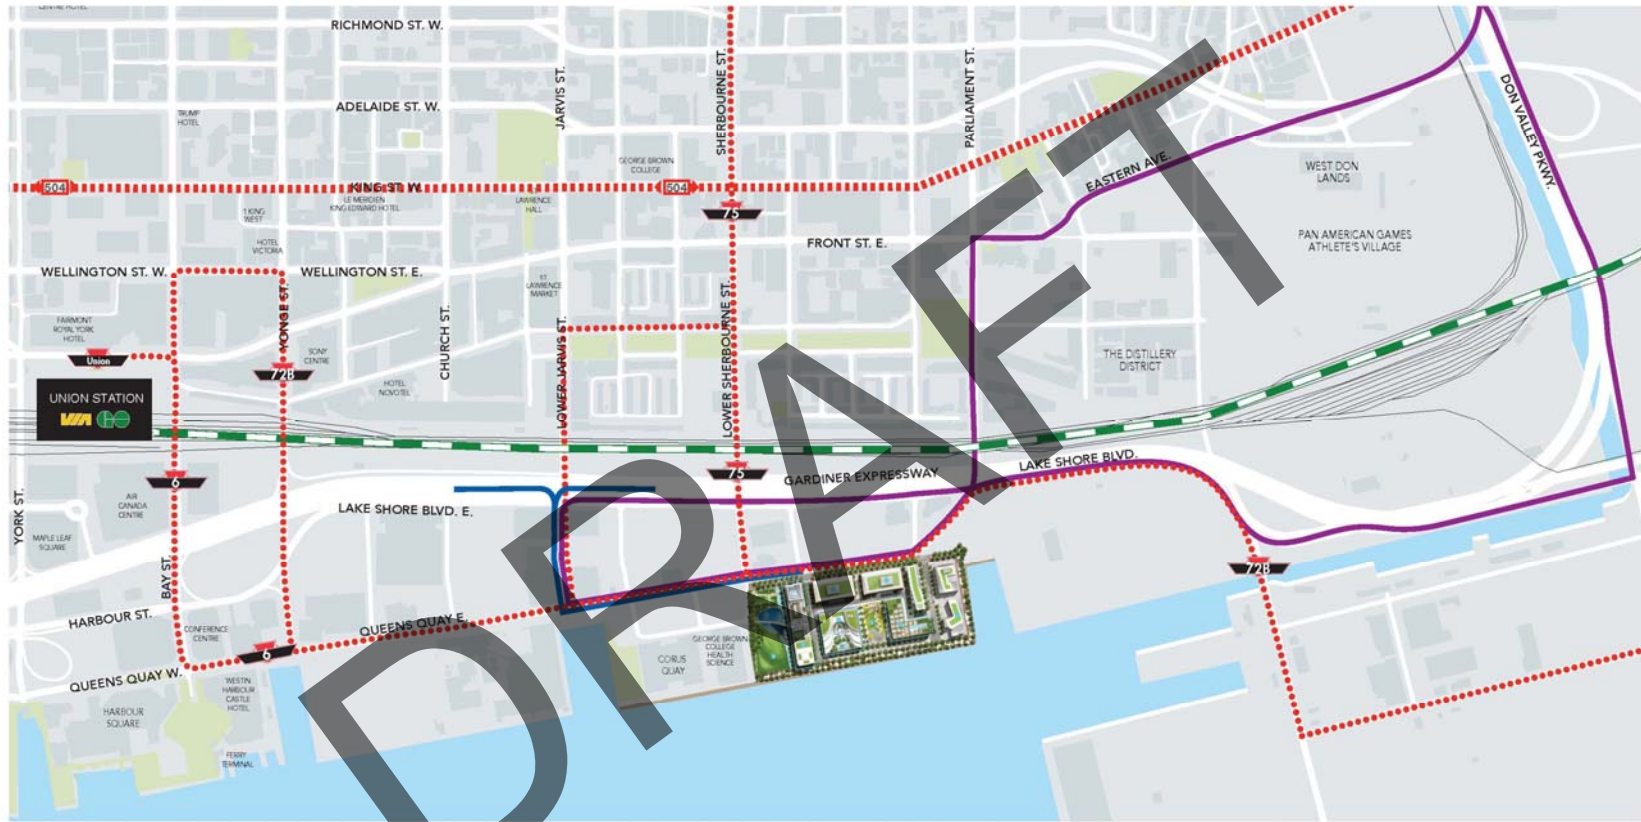 CENTRE HOTEL
RICHMOND ST. W.
JARVIS ST.
SHERBOURNE ST.
PARLIAMENT ST.
DON VALLEY PKWY.
ADELAIDE ST. W.
TRUMP
HOTEL
GEORGE BROWN
COLLEGE
WEST DON
LANDS
EASTERN AVE.
504
KING ST. W.
504
LE MERIDIEN
KING EDWARD HOTEL
LAWRENCE
HALL
1 KING
WEST
75
HOTEL
VICTORIA
FRONT ST. E.
PAN AMERICAN GAMES
ATHLETE'S VILLAGE
WELLINGTON ST. W.
WELLINGTON ST. E.
YONGE ST.
ST.
LAWRENCE
MARKET
CHURCH ST.
LOWER JARVIS ST.
LOWER SHERBOURNE ST.
FAIRMONT
ROYAL YORK
HOTEL
Union
SONY
CENTRE
72B
THE DISTILLERY
DISTRICT
HOTEL
NOVOTEL
UNION STATION
VIA GO
6
75
GARDINER EXPRESSWAY
LAKE SHORE BLVD.
YORK ST.
AIR
CANADA
CENTRE
LAKE SHORE BLVD. E.
MAPLE LEAF
SQUARE
BAY ST.
72B
HARBOUR ST.
CONFERENCE
CENTRE
QUEENS QUAY E.
6
GEORGE BROWN
COLLEGE
HEALTH
SCIENCE
CORUS
QUAY
QUEENS QUAY W.
WESTIN
HARBOUR
CASTLE
HOTEL
HARBOUR
SQUARE
FERRY
TERMINAL
DRAFT